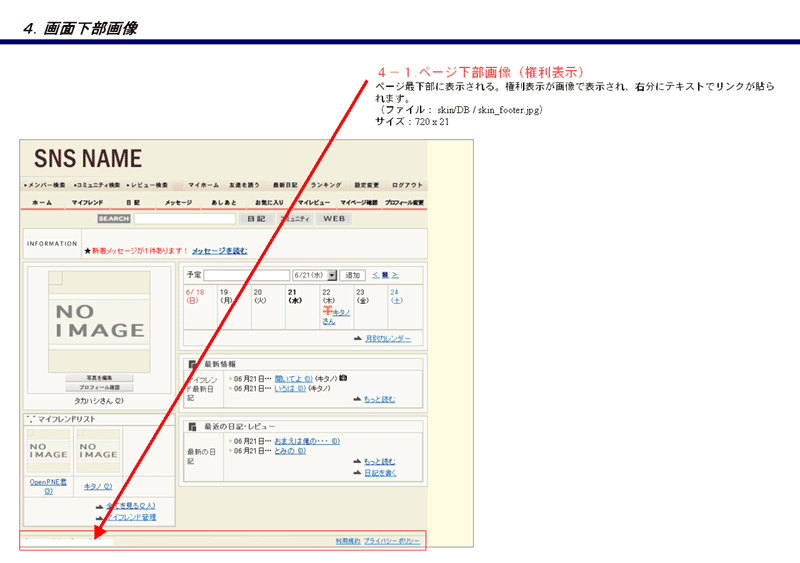 4. 画面下部画像
4－1.ページ下部画像（権利表示）
ページ最下部に表示される。権利表示が画像で表示され、右分にテキストでリンクが貼ら
れます。
（ファイル： skin/DB / skin_footer.jpg）
サイズ：720 x 21
SNS NAME
メンバー検索 コミュニティ検索 レビュー検索 マイホーム 友達を誘う 最新日記 ランキング 設定変更 ログアウト
ホーム マイフレンド 日記 メッセージ あしあと お気に入り マイレビュー マイページ確認 プロフィール変更
SEARCH 日記 コミュニティ WEB
INFORMATION
★新着メッセージが1件あります！ メッセージを読む
NO
IMAGE
写真を編集
プロフィール確認
タカハシさん (2)
予定 6/21(水) 追加 < ■ >
6/18 19 20 21 22 23 24
(日) (月) (火) (水) (木) (金) (土)
キタノ
さん
月別カレンダー
最新情報
マイフレン
ド最新日
記
06月21日… 聞いてよ (0) (キタノ)
06月21日… いろは (0) (キタノ)
もっと読む
マイフレンドリスト
NO
IMAGE
NO
IMAGE
OpenPNE君
(3)
キタノ (2)
全てを見る(2人)
マイフレンド管理
最近の日記・レビュー
最新の日
記
06月21日… おまえは俺の・・・ (0)
06月21日… とみの (0)
もっと読む
日記を書く
利用規約 プライバシーポリシー